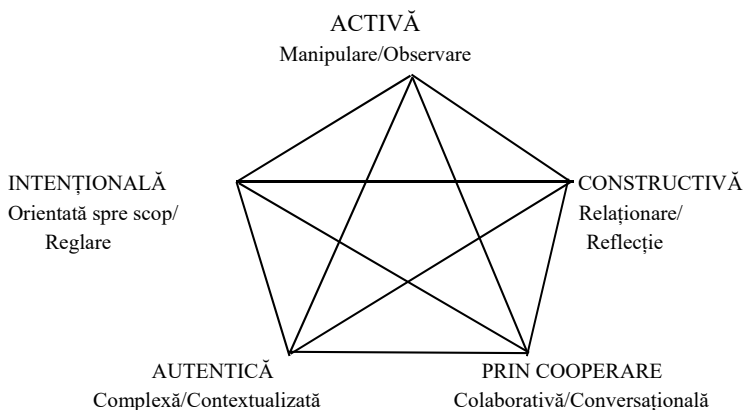 ACTIVĂ
Manipulare/Observare
INTENȚIONALĂ
Orientată spre scop/
Reglare
CONSTRUCTIVĂ
Relaționare/
Reflecție
AUTENTICĂ
Complexă/Contextualizată
PRIN COOPERARE
Colaborativă/Conversațională